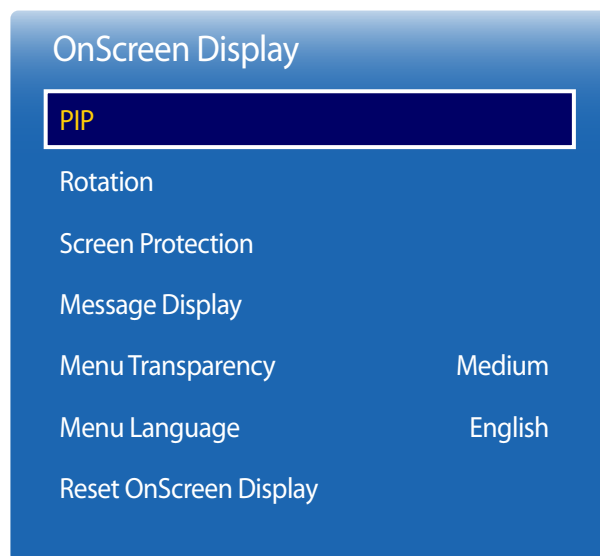 OnScreen Display
PIP
Rotation
Screen Protection
Message Display
Menu Transparency Medium
Menu Language English
Reset OnScreen Display